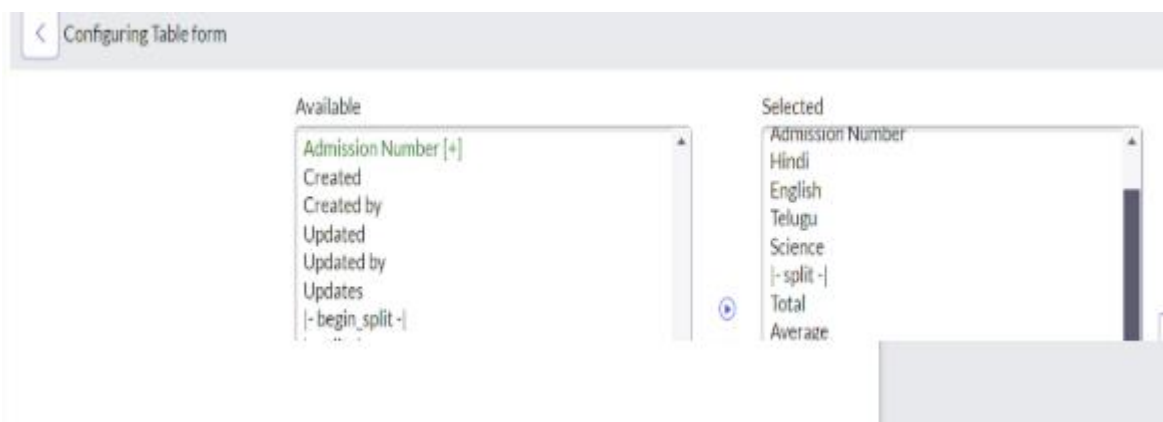 Configuring Table form
Available
Admission Number [+]
Created
Created by
Updated
Updated by
Updates
|- begin_split -|
Selected
Admission Number
Hindi
English
Telugu
Science
|- split -|
Total
Average